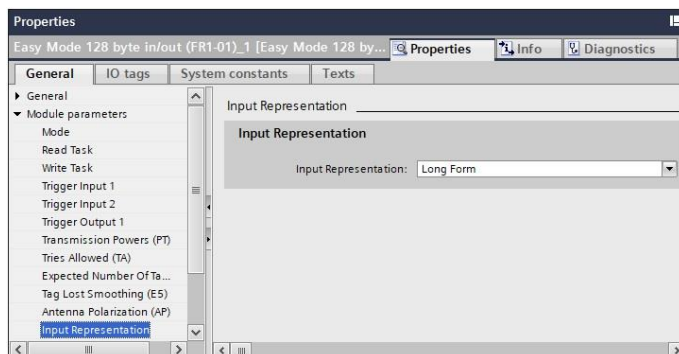 Properties
Easy Mode 128 byte in/out (FR1-01)_1 [Easy Mode 128 by...
Properties
Info
Diagnostics
General
IO tags
System constants
Texts
General
Module parameters
Mode
Read Task
Write Task
Trigger Input 1
Trigger Input 2
Trigger Output 1
Transmission Powers (PT)
Tries Allowed (TA)
Expected Number Of Ta...
Tag Lost Smoothing (E5)
Antenna Polarization (AP)
Input Representation
Input Representation
Input Representation
Input Representation: Long Form